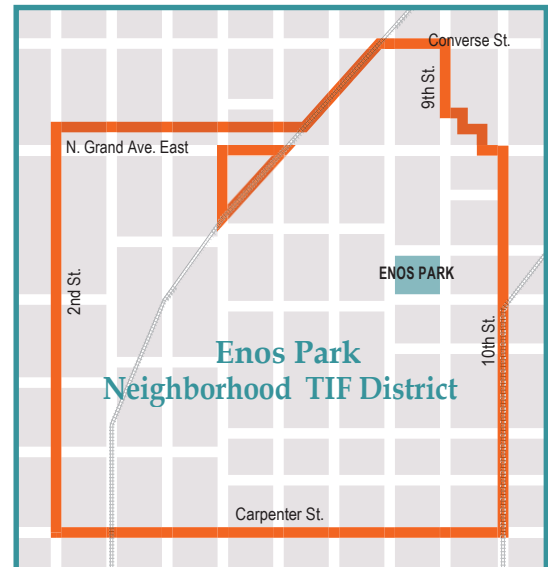 Converse St.
9th St.
N. Grand Ave. East
2nd St.
ENOS PARK
10th St.
Enos Park
Neighborhood TIF District
Carpenter St.